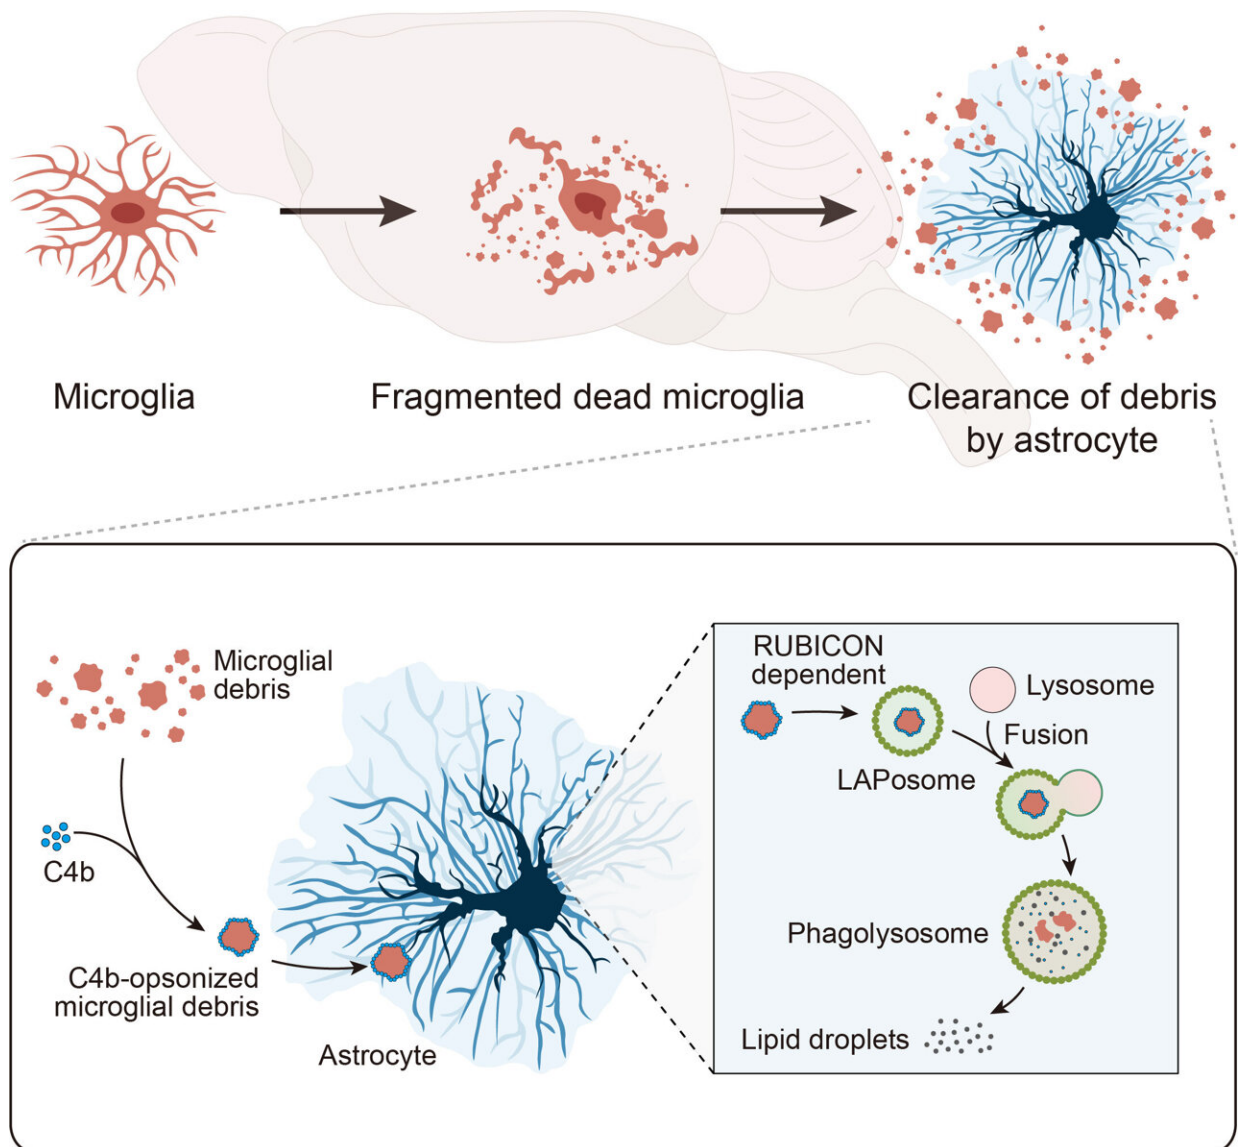 Microglia
Fragmented dead microglia
Clearance of debris
by astrocyte
Microglial
debris
C4b
C4b-opsonized
microglial debris
Astrocyte
RUBICON
dependent
Lysosome
Fusion
LAPosome
Phagolysosome
Lipid droplets